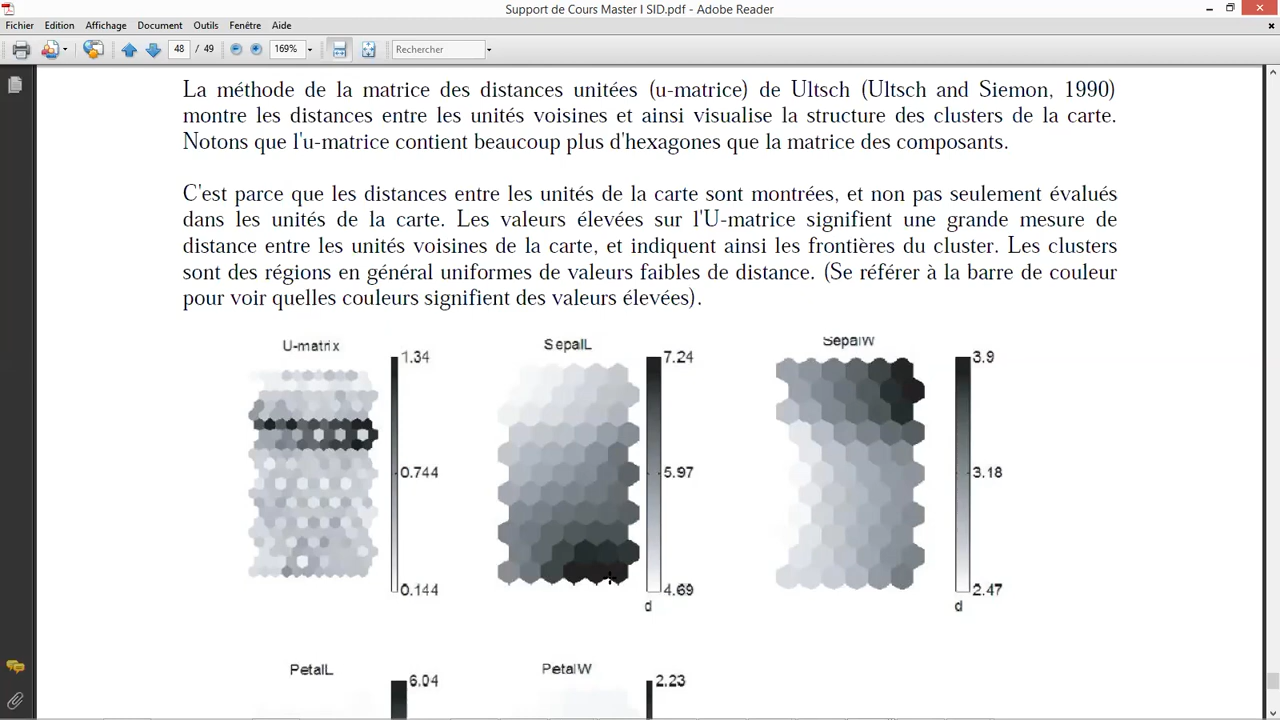 Support de Cours Master I SID.pdf - Adobe Reader
Fichier Edition Affichage Document Outils Fenêtre Aide
48 / 49 169% Rechercher
La méthode de la matrice des distances unitées (u-matrice) de Ultsch (Ultsch and Siemon, 1990)
montre les distances entre les unités voisines et ainsi visualise la structure des clusters de la carte.
Notons que l'u-matrice contient beaucoup plus d'hexagones que la matrice des composants.
C'est parce que les distances entre les unités de la carte sont montrées, et non pas seulement évalués
dans les unités de la carte. Les valeurs élevées sur l'U-matrice signifient une grande mesure de
distance entre les unités voisines de la carte, et indiquent ainsi les frontières du cluster. Les clusters
sont des régions en général uniformes de valeurs faibles de distance. (Se référer à la barre de couleur
pour voir quelles couleurs signifient des valeurs élevées).
U-matrix SepalL SepalW
1.34 7.24 3.9
0.744 5.97 3.18
0.144 4.69 2.47
d d
PetalL PetalW
6.04 2.23